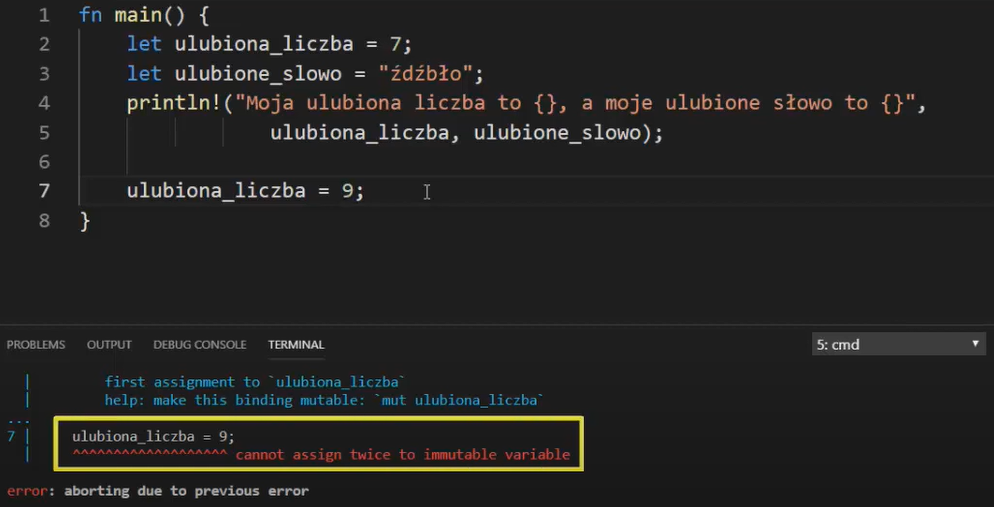 1 fn main() {
2 let ulubiona_liczba = 7;
3 let ulubione_slowo = "źdźbło";
4 println!("Moja ulubiona liczba to {}, a moje ulubione słowo to {}",
5 ulubiona_liczba, ulubione_slowo);
6
7 ulubiona_liczba = 9;
8 }
PROBLEMS OUTPUT DEBUG CONSOLE TERMINAL 5: cmd
| first assignment to `ulubiona_liczba`
| help: make this binding mutable: `mut ulubiona_liczba`
...
7 | ulubiona_liczba = 9;
| ^^^^^^^^^^^^^^^^^^^ cannot assign twice to immutable variable
error: aborting due to previous error